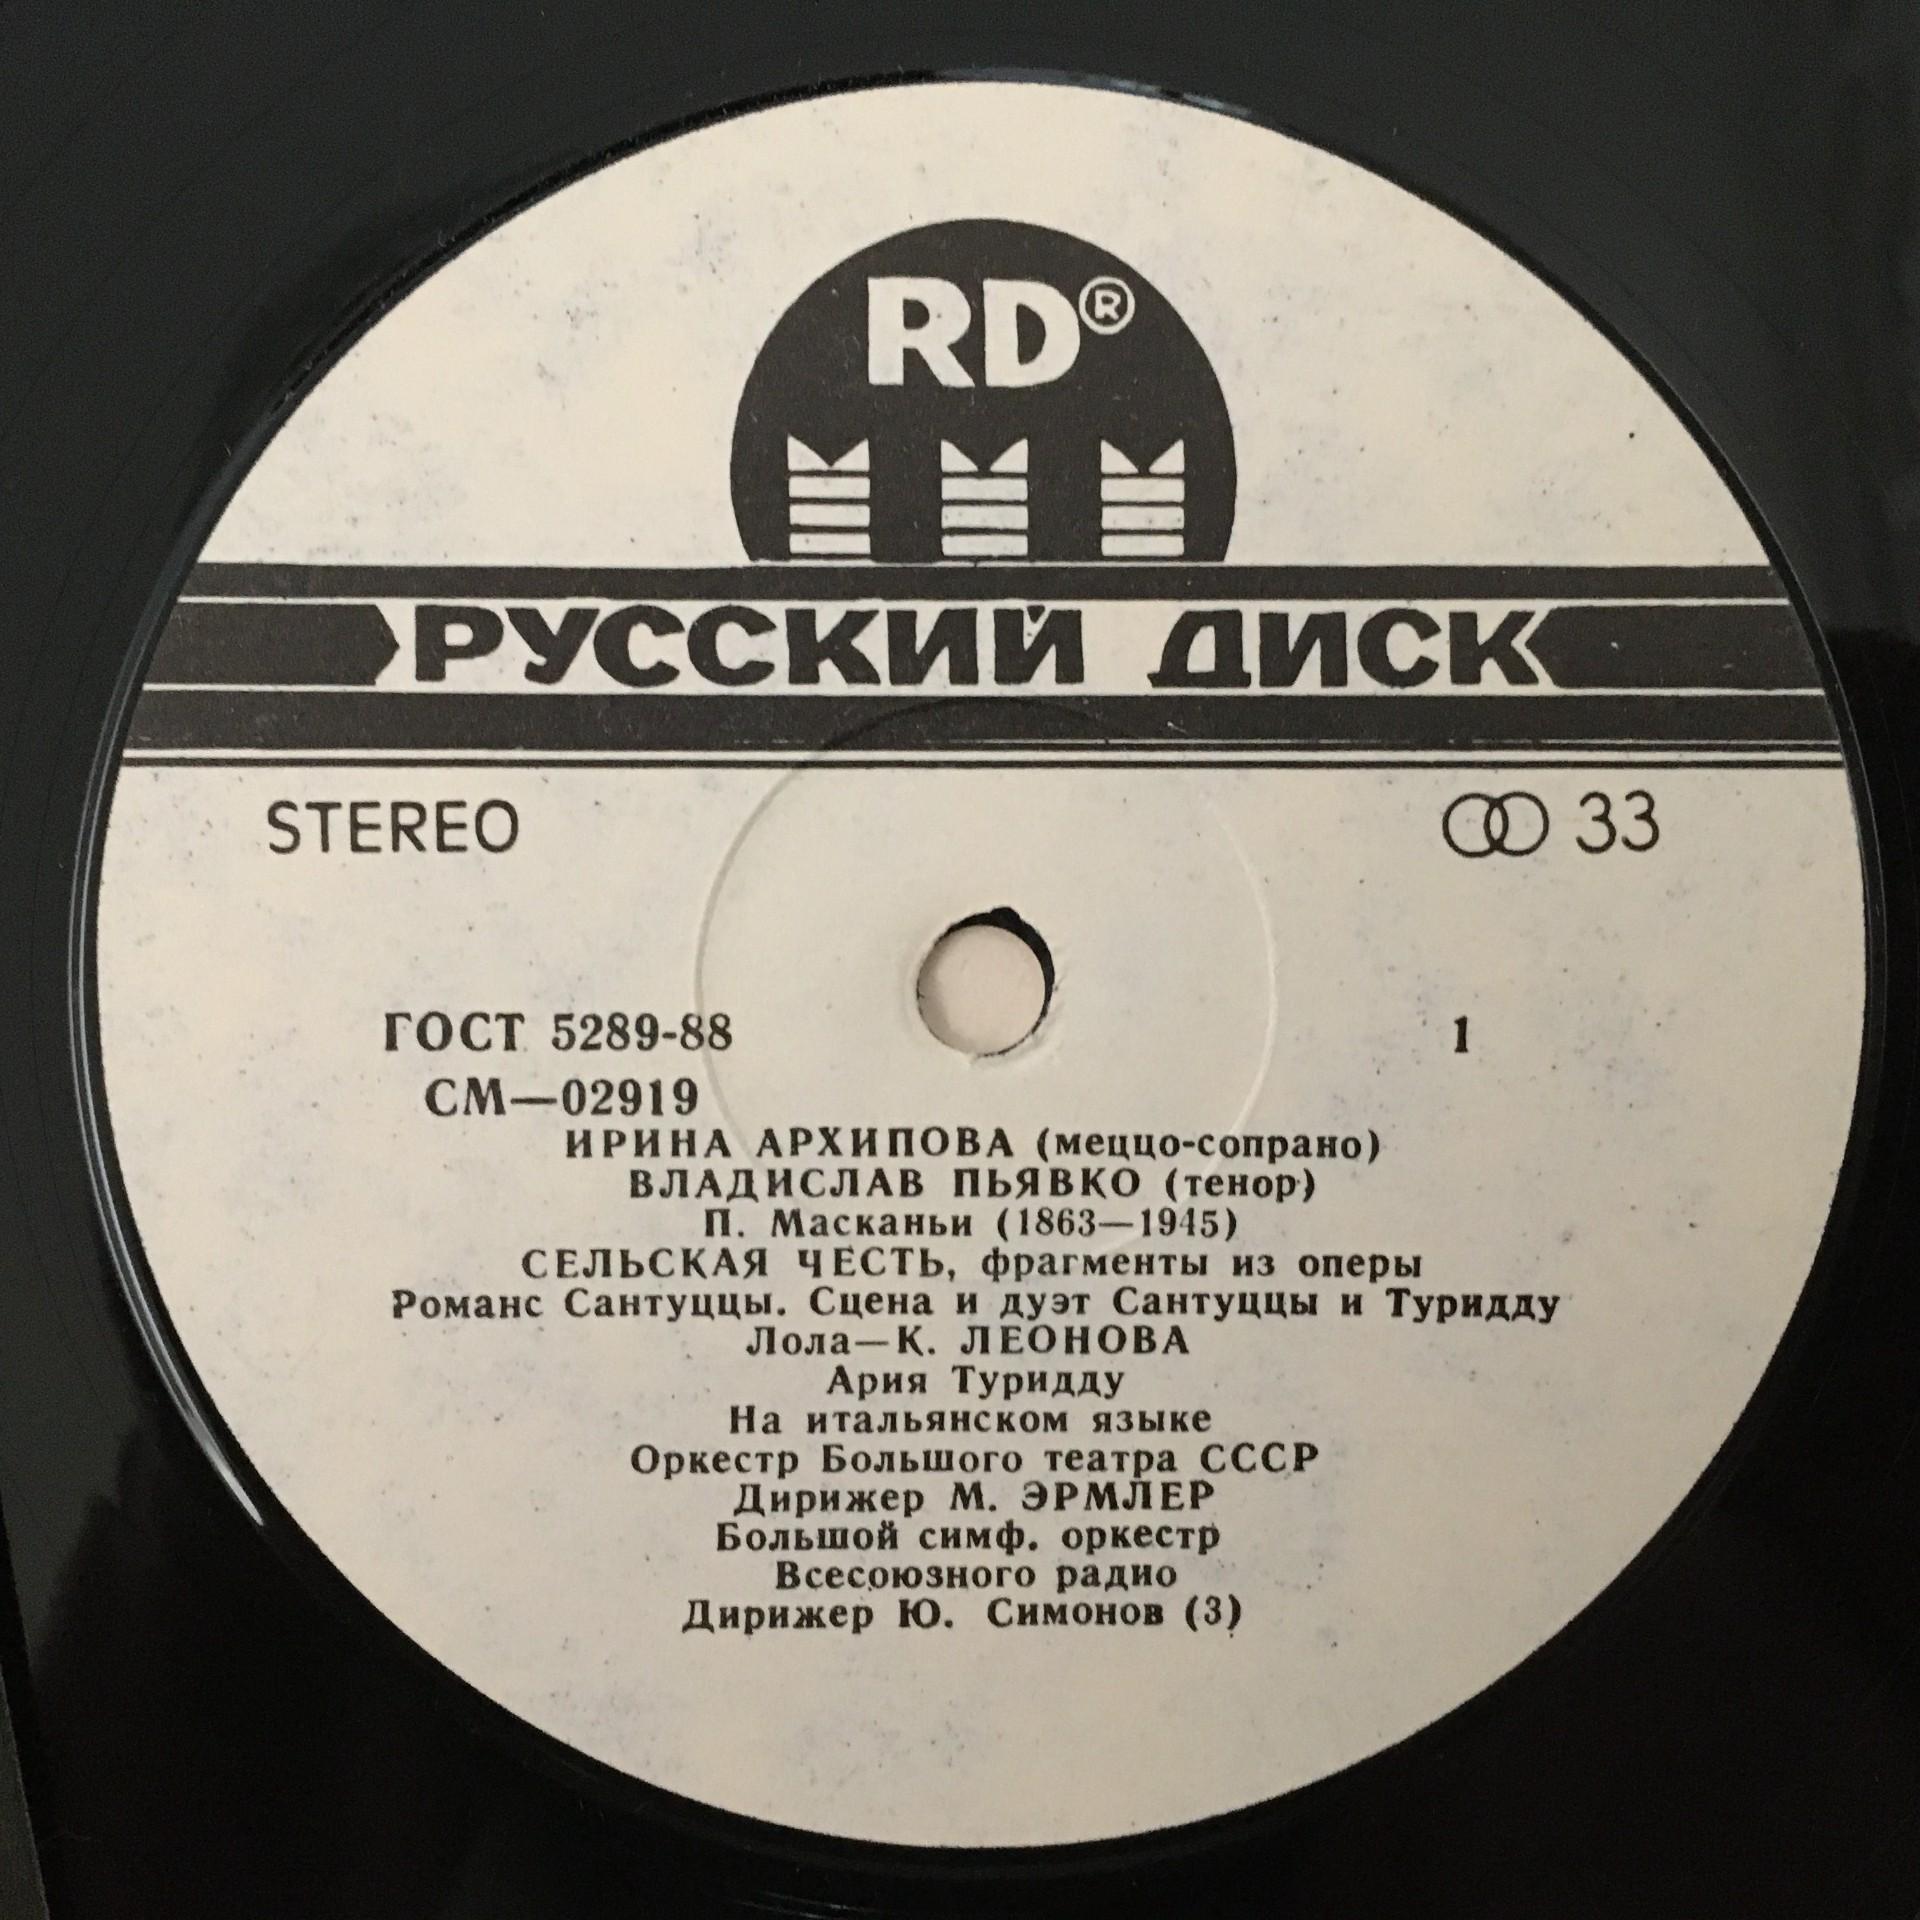 RD®
РУССКИЙ ДИСК
STEREO
33
ГОСТ 5289-88
1
СМ—02919
ИРИНА АРХИПОВА (меццо-сопрано)
ВЛАДИСЛАВ ПЬЯВКО (тенор)
П. Масканьи (1863—1945)
СЕЛЬСКАЯ ЧЕСТЬ, фрагменты из оперы
Романс Сантуццы. Сцена и дуэт Сантуццы и Туридду
Лола—К. ЛЕОНОВА
Ария Туридду
На итальянском языке
Оркестр Большого театра СССР
Дирижер М. ЭРМЛЕР
Большой симф. оркестр
Всесоюзного радио
Дирижер Ю. Симонов (3)